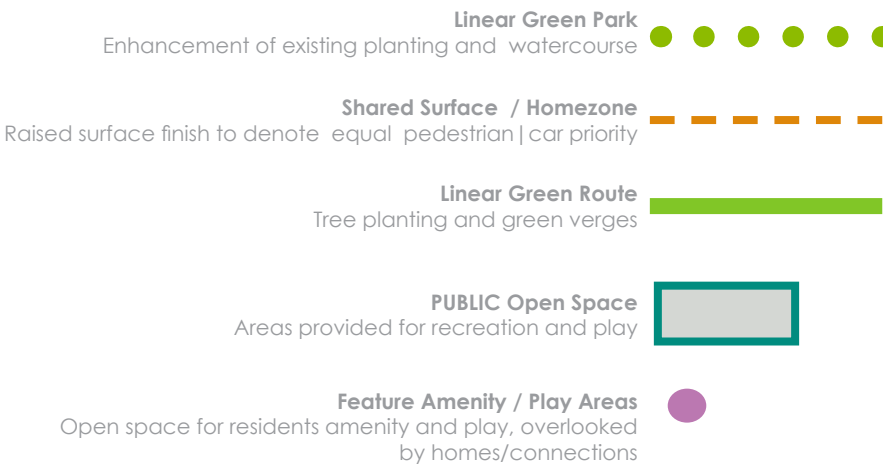 Linear Green Park
Enhancement of existing planting and watercourse
Shared Surface / Homezone
Raised surface finish to denote equal pedestrian|car priority
Linear Green Route
Tree planting and green verges
PUBLIC Open Space
Areas provided for recreation and play
Feature Amenity / Play Areas
Open space for residents amenity and play, overlooked
by homes/connections